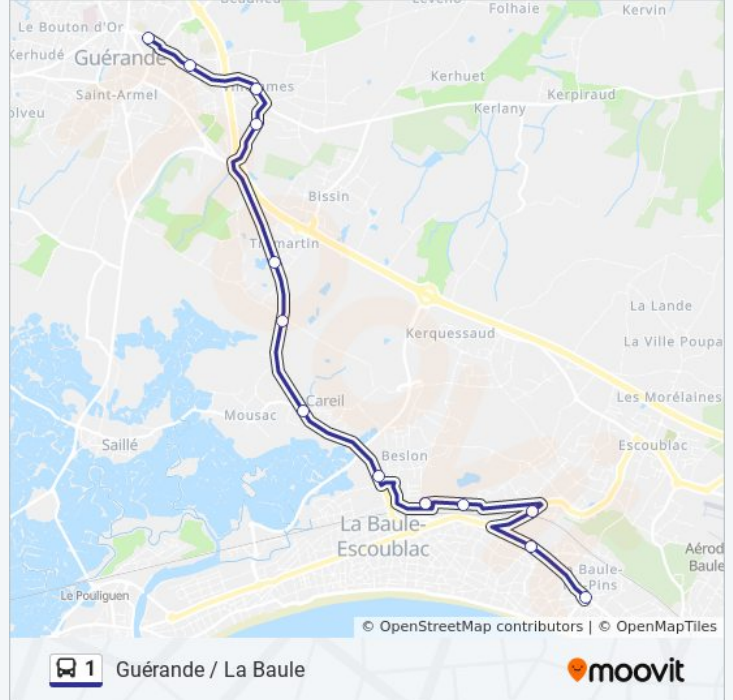 Le Bouton d'Or
Folhaie
Kervin
Kerhudé
Guérande
Kerhuet
Saint-Armel
Kerlany
Kerpiraud
Bissin
La Lande
Kerquessaud
La Ville Poupa
Careil
Mousac
Les Morélaines
Saillé
Escoublac
Beslon
La Baule-
Escoublac
Aérod
Baule
Baule-
Pins
Le Pouliguen
© OpenStreetMap contributors | © OpenMapTiles
1 Guérande / La Baule
moovit